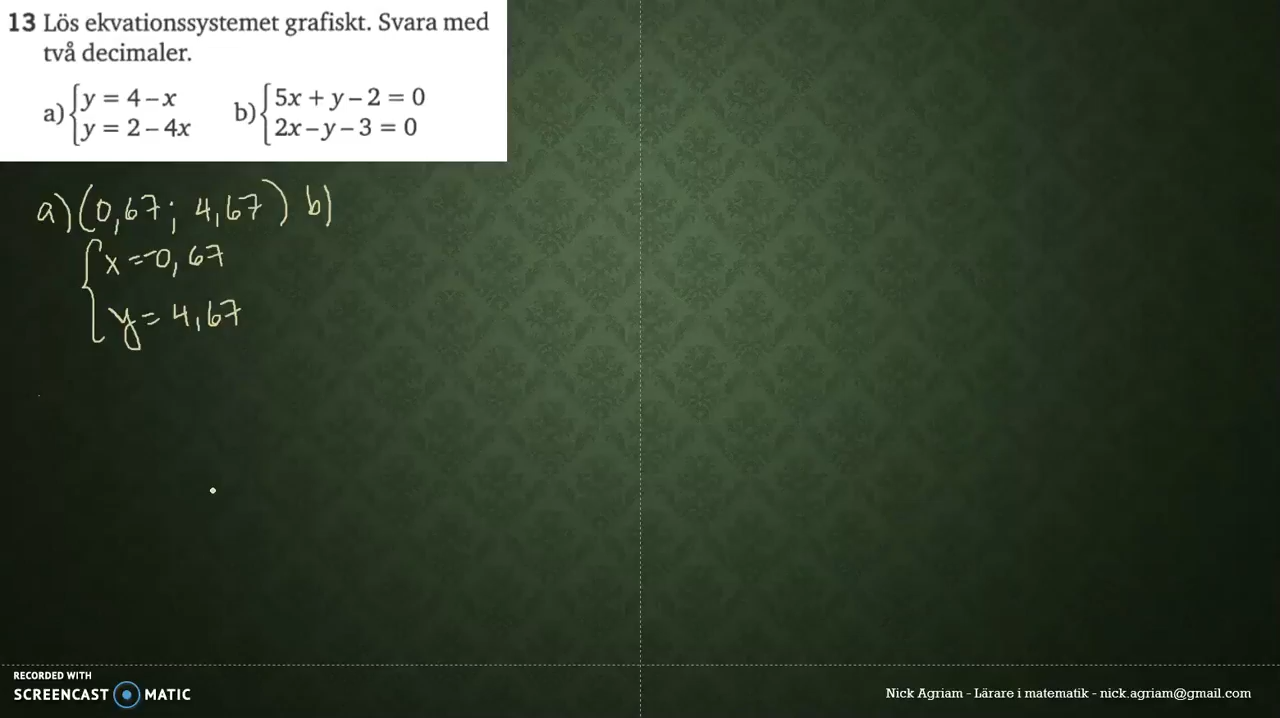 13 Lös ekvationssystemet grafiskt. Svara med
två decimaler.
a) { y = 4 – x
y = 2 – 4x
b) { 5x + y – 2 = 0
2x – y – 3 = 0
a) (0,67; 4,67) b)
{ x = -0,67
y = 4,67
RECORDED WITH
SCREENCAST MATIC
Nick Agriam - Lärare i matematik - nick.agriam@gmail.com